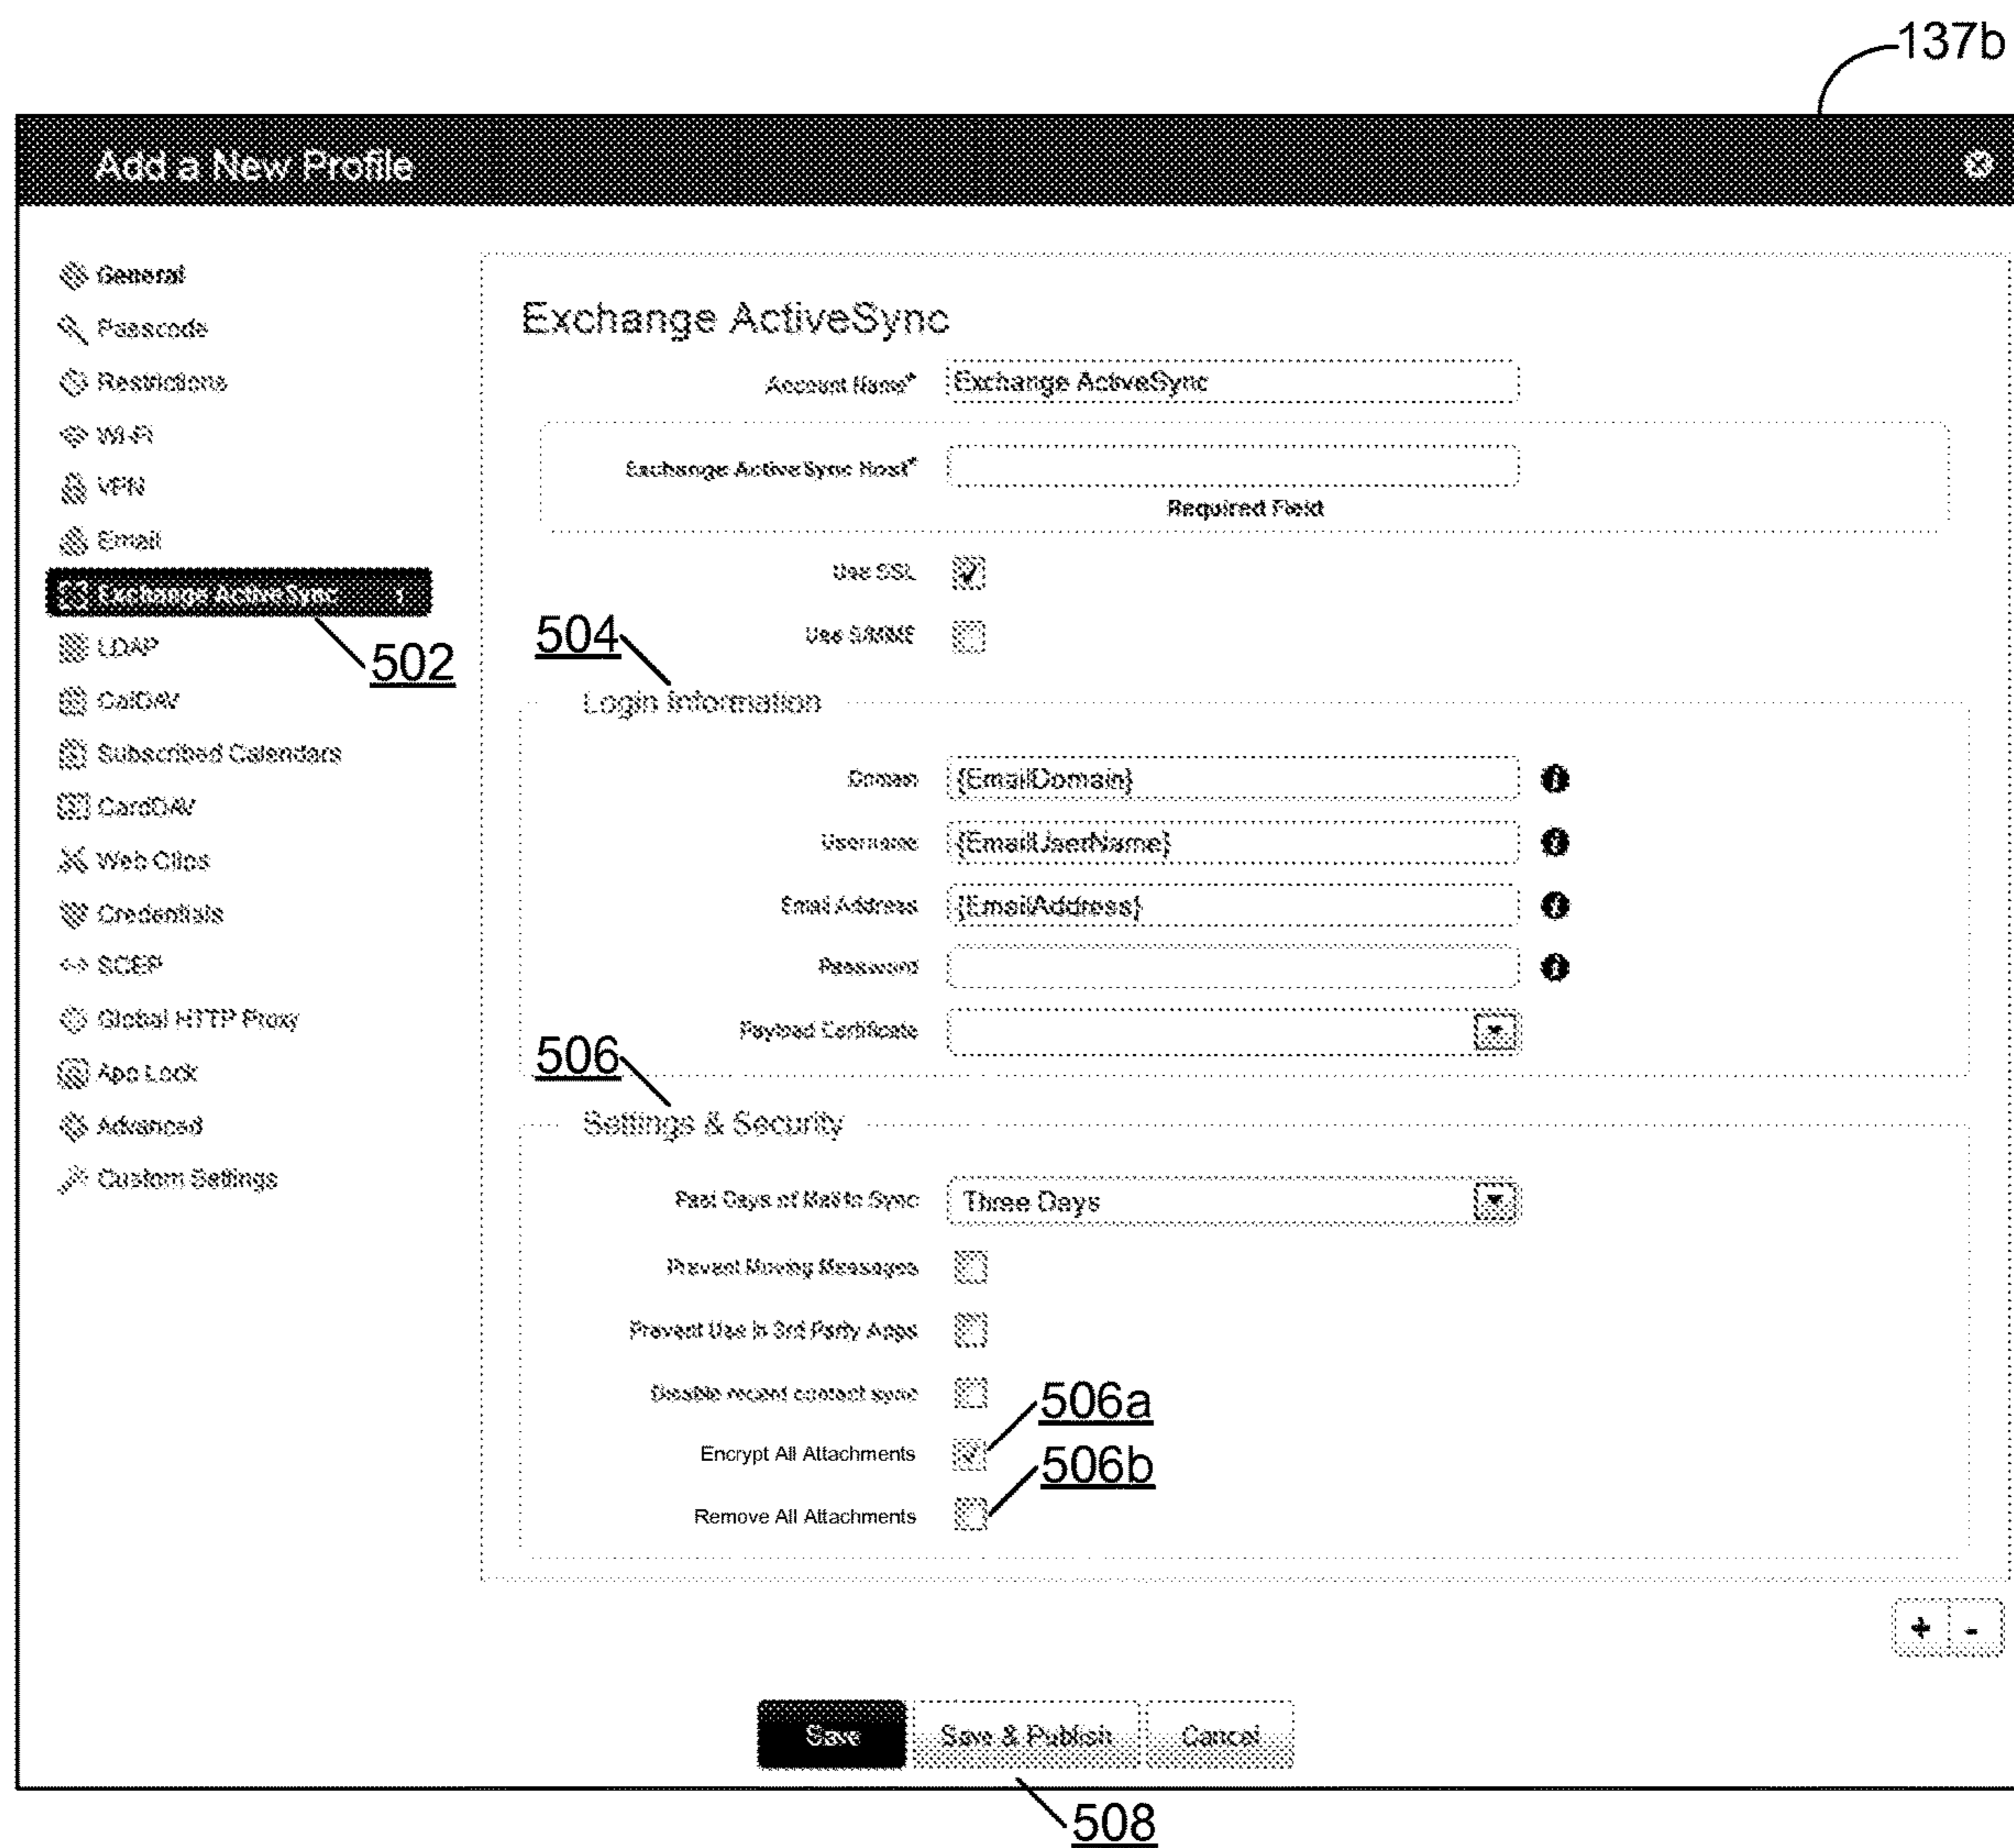 137b
Add a New Profile
General
Passcode
Restrictions
Wi-Fi
VPN
Email
Exchange ActiveSync 1
502
LDAP
CalDAV
Subscribed Calendars
CardDAV
Web Clips
Credentials
SCEP
Global HTTP Proxy
App Lock
Advanced
Custom Settings
Exchange ActiveSync
Account Name* Exchange ActiveSync
Exchange ActiveSync Host*
Required Field
Use SSL
Use S/MIME
504
Login Information
Domain {EmailDomain}
Username {EmailUserName}
Email Address {EmailAddress}
Password
Payload Certificate
506
Settings & Security
Past Days of Mail to Sync Three Days
Prevent Moving Messages
Prevent Use in 3rd Party Apps
Disable recent contact sync
506a
Encrypt All Attachments
506b
Remove All Attachments
+ -
Save Save & Publish Cancel
508